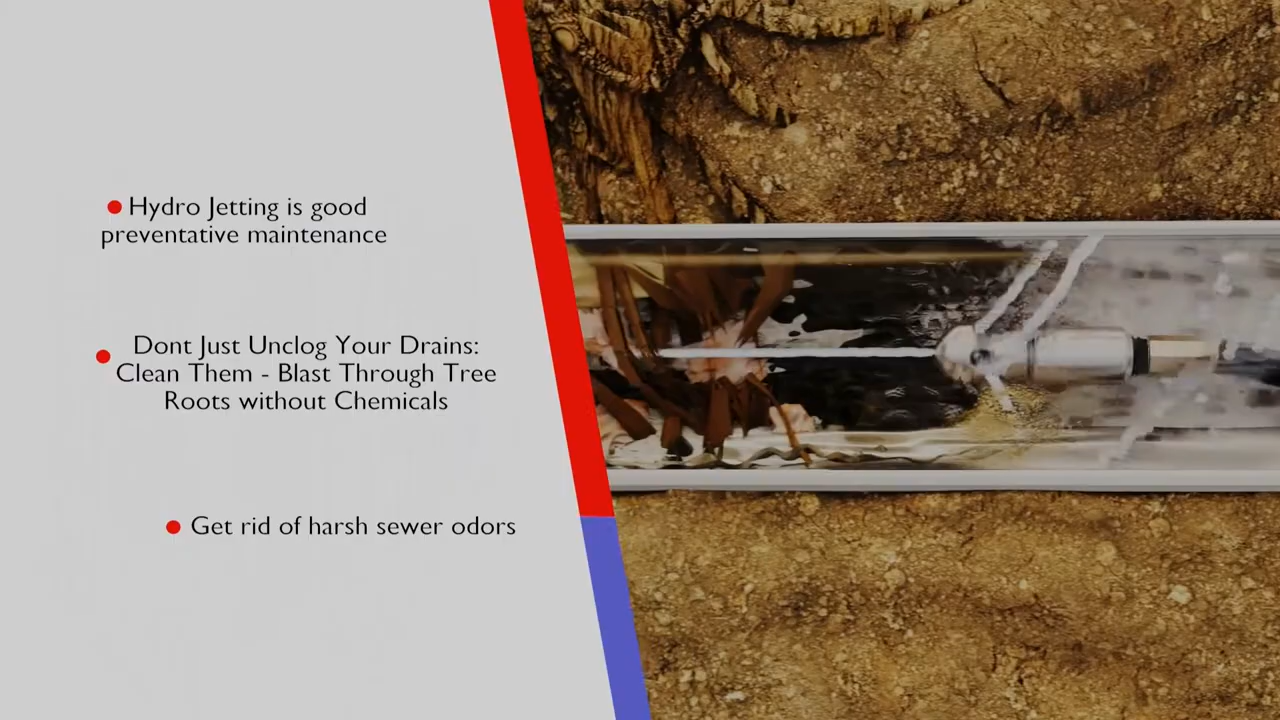 Hydro Jetting is good
preventative maintenance
Dont Just Unclog Your Drains:
Clean Them - Blast Through Tree
Roots without Chemicals
Get rid of harsh sewer odors